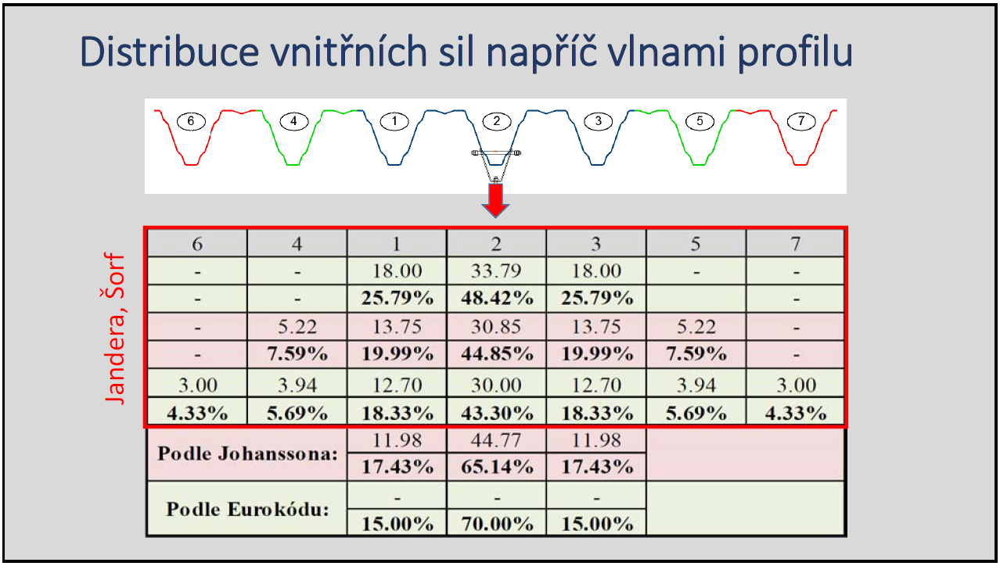 Distribuce vnitřních sil napříč vlnami profilu
6 4 1 2 3 5 7
Jandera, Šorf
6 4 1 2 3 5 7
- - 18.00 33.79 18.00 - -
- - 25.79% 48.42% 25.79% -
- 5.22 13.75 30.85 13.75 5.22 -
- 7.59% 19.99% 44.85% 19.99% 7.59% -
3.00 3.94 12.70 30.00 12.70 3.94 3.00
4.33% 5.69% 18.33% 43.30% 18.33% 5.69% 4.33%
Podle Johanssona: 11.98 44.77 11.98
17.43% 65.14% 17.43%
Podle Eurokódu: - - -
15.00% 70.00% 15.00%